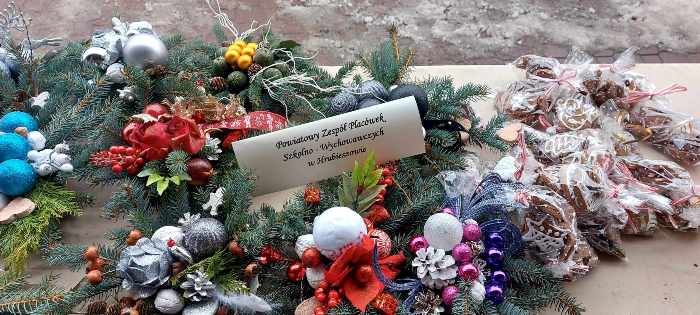 Powiatowy Zespół Placówek
Szkolno - Wychowawczych
w Hrubieszowie